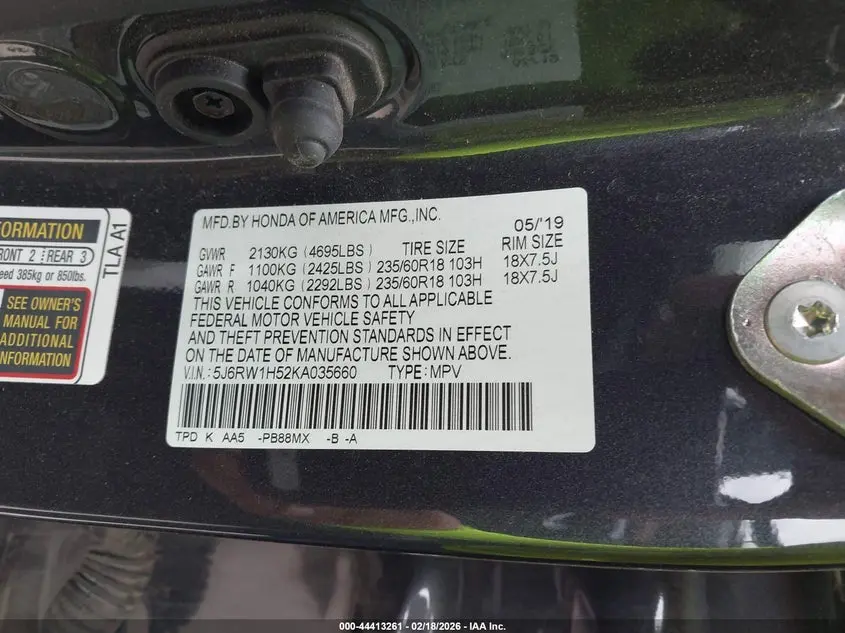 FORMATION
FRONT 2 REAR 3
eed 385kg or 850lbs.
SEE OWNER'S
MANUAL FOR
ADDITIONAL
INFORMATION
TLA A1
MFD.BY HONDA OF AMERICA MFG.,INC.
05/'19
GVWR 2130KG (4695LBS) TIRE SIZE RIM SIZE
GAWR F 1100KG (2425LBS) 235/60R18 103H 18X7.5J
GAWR R 1040KG (2292LBS) 235/60R18 103H 18X7.5J
THIS VEHICLE CONFORMS TO ALL APPLICABLE
FEDERAL MOTOR VEHICLE SAFETY
AND THEFT PREVENTION STANDARDS IN EFFECT
ON THE DATE OF MANUFACTURE SHOWN ABOVE.
V.I.N.:5J6RW1H52KA035660 TYPE:MPV
TPD K AA5 -PB88MX -B -A
000-44413261 - 02/18/2026 - IAA Inc.